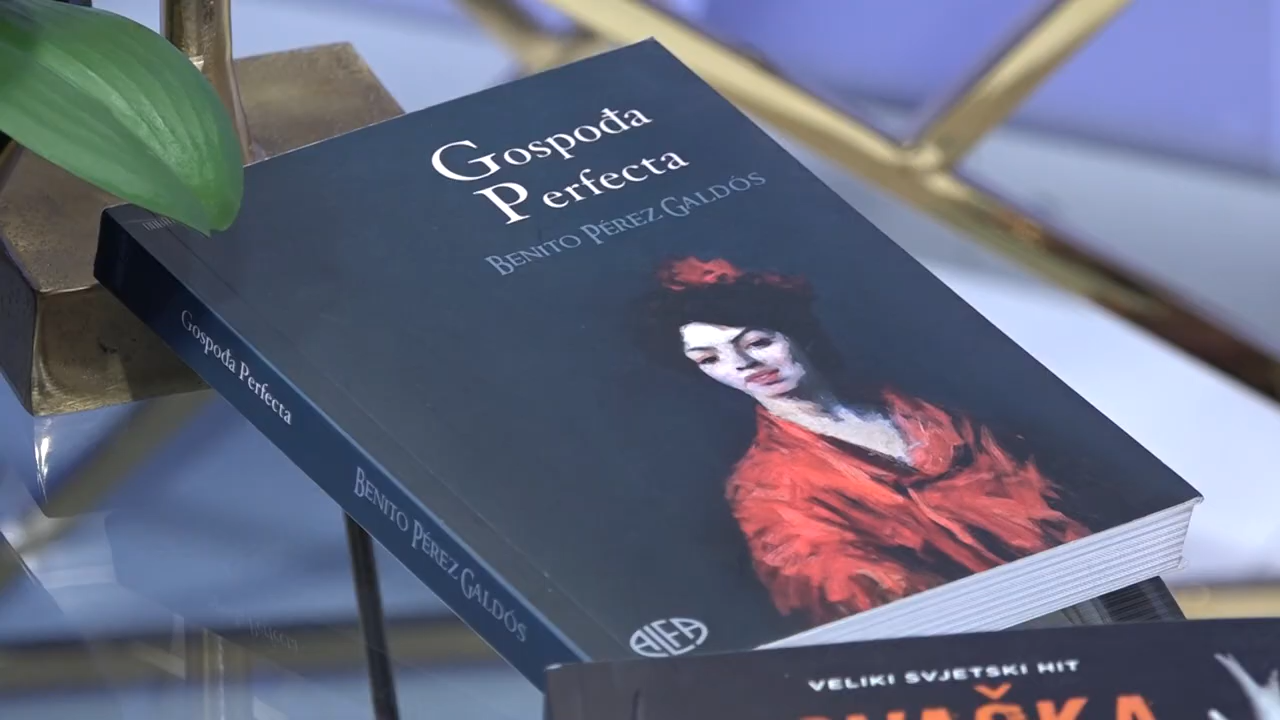 Gospođa
Perfecta
Benito Pérez Galdós
Gospođa Perfecta
Benito Pérez Galdós
ALFA
VELIKI SVJETSKI HIT